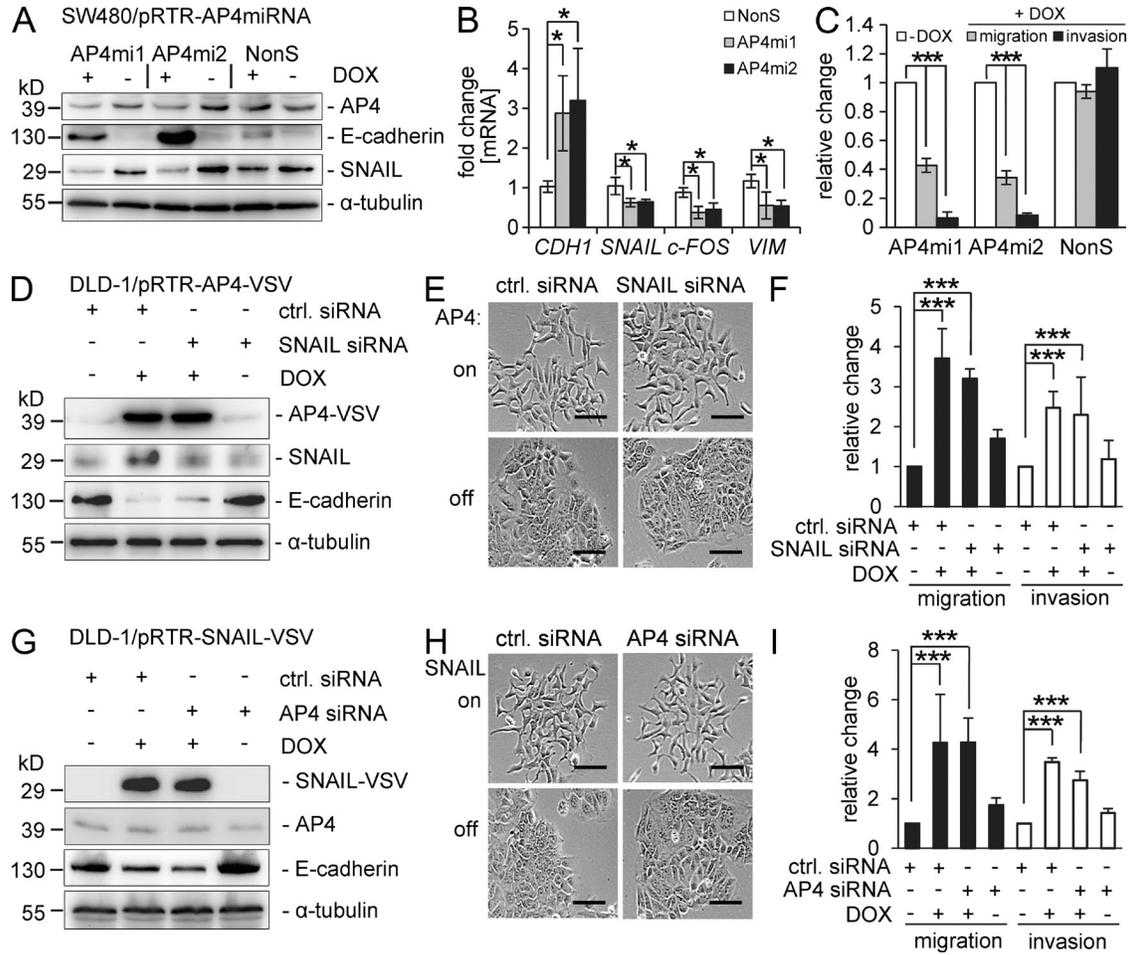 A
SW480/pRTR-AP4miRNA
AP4mi1 | AP4mi2 | NonS
+ - + - + - DOX
kD
39 - AP4
130 - E-cadherin
29 - SNAIL
55 - α-tubulin
B
fold change
[mRNA]
5
4
3
2
1
0
NonS
AP4mi1
AP4mi2
* * * * * * * *
CDH1 SNAIL c-FOS VIM
C
+ DOX
-DOX migration invasion
relative change
1.4
1.2
1
0.8
0.6
0.4
0.2
0
*** ***
AP4mi1 AP4mi2 NonS
D
DLD-1/pRTR-AP4-VSV
+ + - - ctrl. siRNA
- - + + SNAIL siRNA
- + + - DOX
kD
39 - AP4-VSV
29 - SNAIL
130 - E-cadherin
55 - α-tubulin
E
ctrl. siRNA SNAIL siRNA
AP4:
on
off
F
relative change
5
4
3
2
1
0
*** *** *** ***
ctrl. siRNA + + - - + + - -
SNAIL siRNA - - + + - - + +
DOX - + + - - + + -
migration invasion
G
DLD-1/pRTR-SNAIL-VSV
+ + - - ctrl. siRNA
- - + + AP4 siRNA
- + + - DOX
kD
29 - SNAIL-VSV
39 - AP4
130 - E-cadherin
55 - α-tubulin
H
ctrl. siRNA AP4 siRNA
SNAIL
on
off
I
relative change
8
6
4
2
0
*** *** *** ***
ctrl. siRNA + + - - + + - -
AP4 siRNA - - + + - - + +
DOX - + + - - + + -
migration invasion